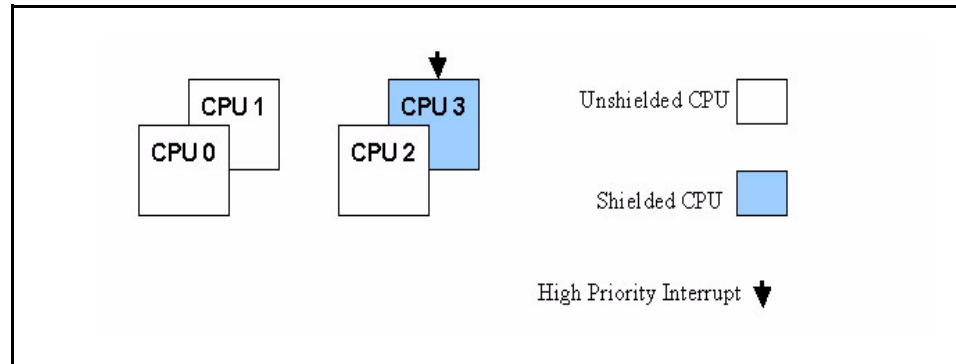 CPU 1
CPU 0
CPU 3
CPU 2
Unshielded CPU
Shielded CPU
High Priority Interrupt